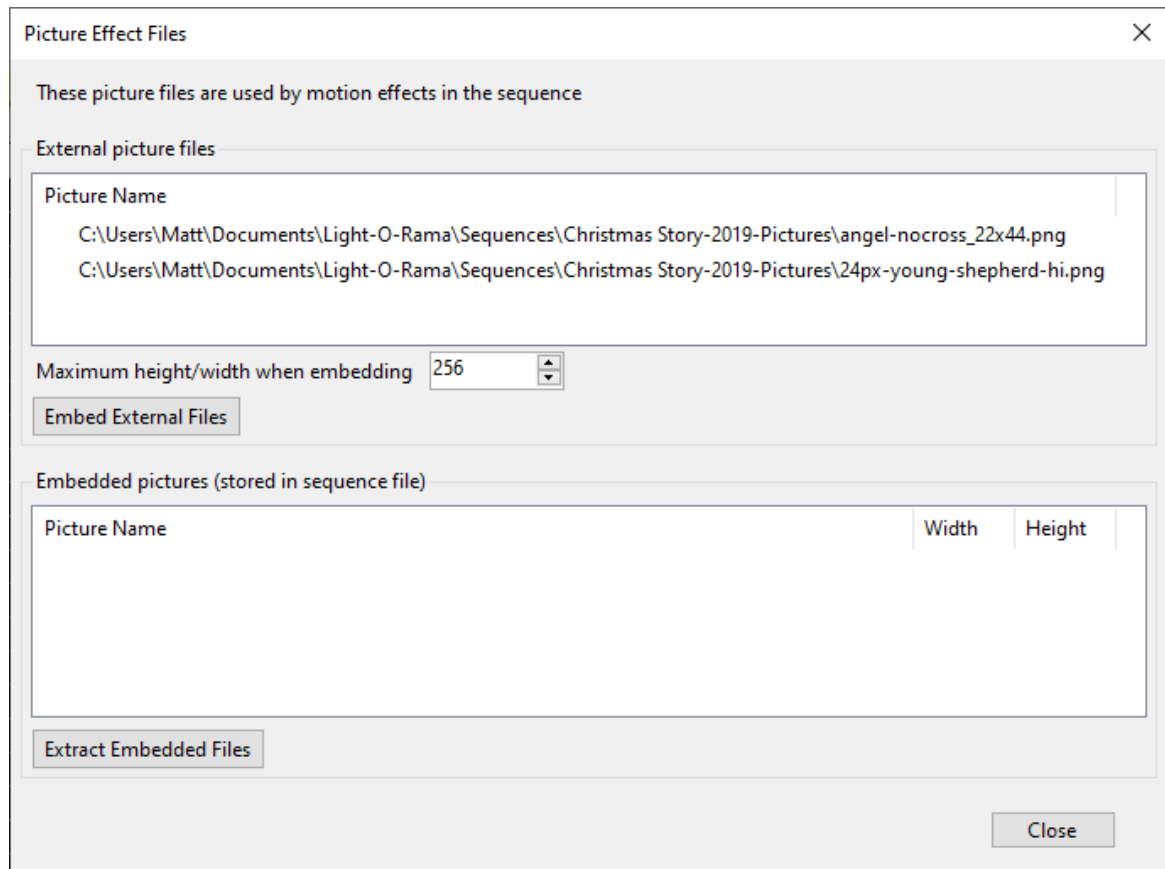 Picture Effect Files
These picture files are used by motion effects in the sequence
External picture files
Picture Name
C:\Users\Matt\Documents\Light-O-Rama\Sequences\Christmas Story-2019-Pictures\angel-nocross_22x44.png
C:\Users\Matt\Documents\Light-O-Rama\Sequences\Christmas Story-2019-Pictures\24px-young-shepherd-hi.png
Maximum height/width when embedding 256
Embed External Files
Embedded pictures (stored in sequence file)
Picture Name Width Height
Extract Embedded Files
Close